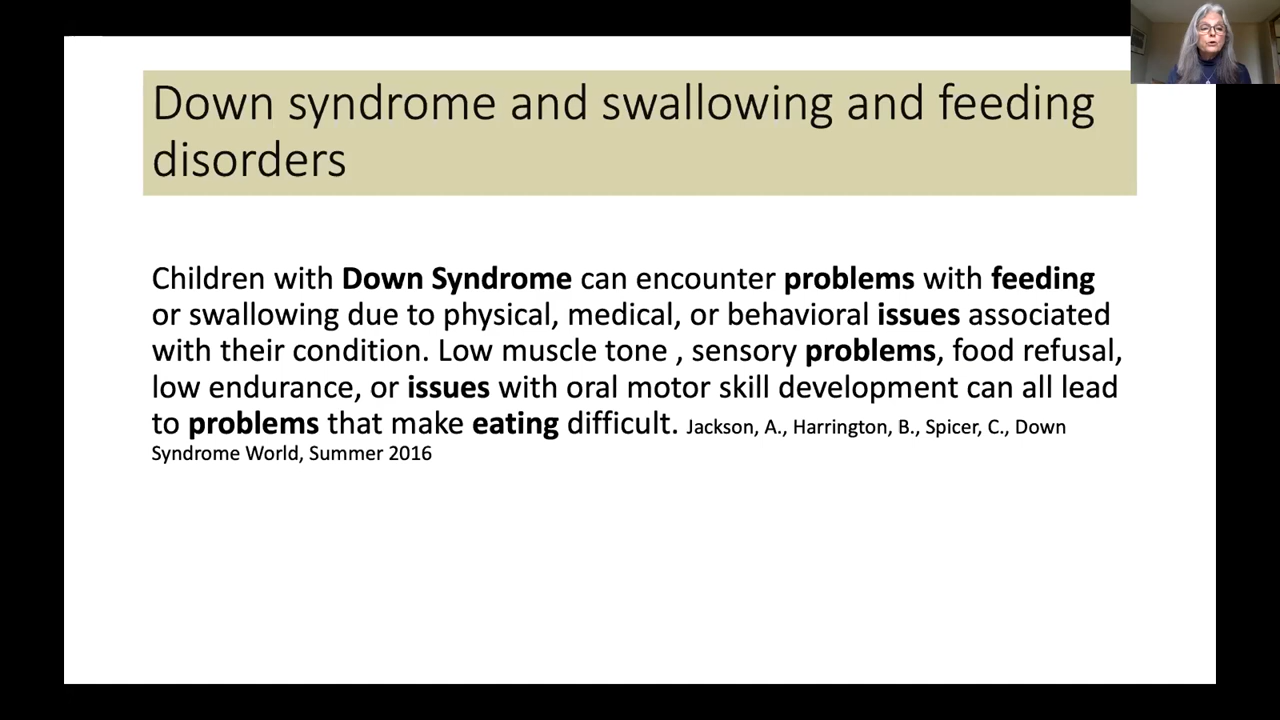 Down syndrome and swallowing and feeding
disorders
Children with Down Syndrome can encounter problems with feeding
or swallowing due to physical, medical, or behavioral issues associated
with their condition. Low muscle tone , sensory problems, food refusal,
low endurance, or issues with oral motor skill development can all lead
to problems that make eating difficult. Jackson, A., Harrington, B., Spicer, C., Down
Syndrome World, Summer 2016